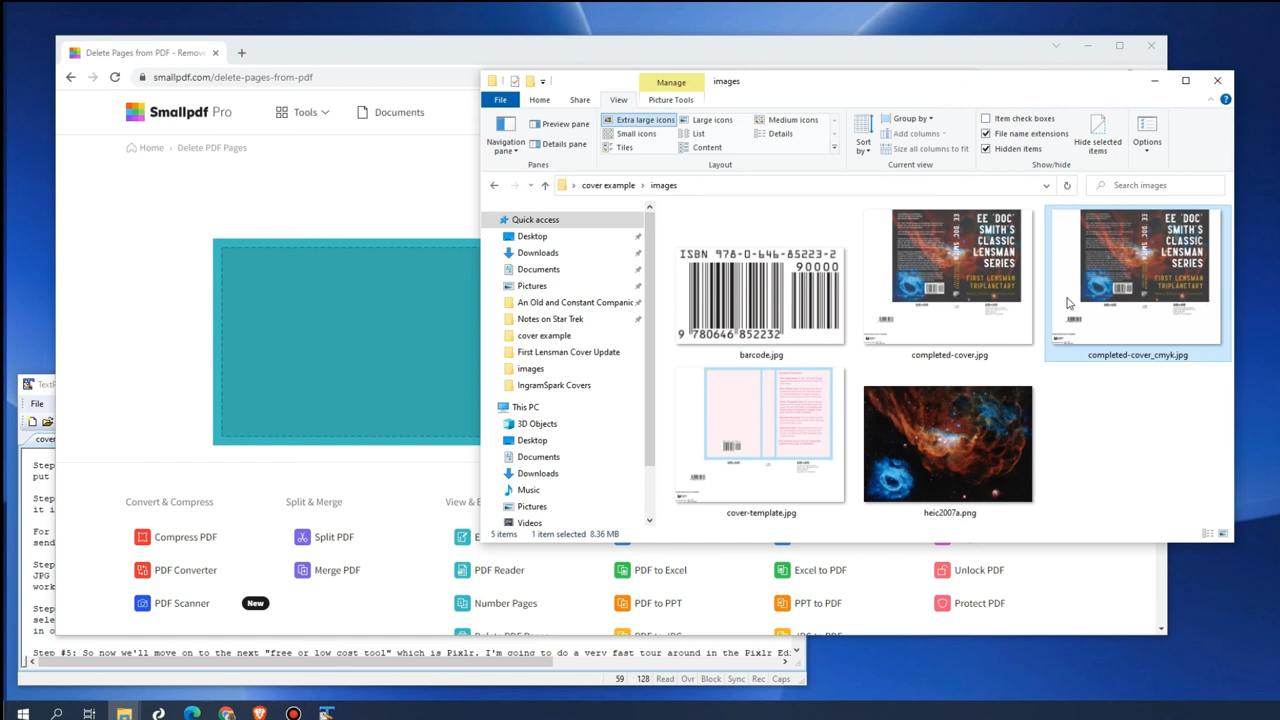 Delete Pages from PDF - Remov
smallpdf.com/delete-pages-from-pdf
Smallpdf Pro
Tools
Documents
Home > Delete PDF Pages
Convert & Compress
Split & Merge
View &
Compress PDF
Split PDF
PDF Converter
Merge PDF
PDF Reader
PDF to Excel
Excel to PDF
Unlock PDF
PDF Scanner
New
Number Pages
PDF to PPT
PPT to PDF
Protect PDF
Manage
images
File
Home
Share
View
Picture Tools
Navigation pane
Preview pane
Details pane
Panes
Extra large icons
Large icons
Medium icons
Small icons
List
Details
Tiles
Content
Layout
Sort by
Group by
Add columns
Size all columns to fit
Current view
Item check boxes
File name extensions
Hidden items
Hide selected items
Show/hide
Options
cover example > images
Search images
Quick access
Desktop
Downloads
Documents
Pictures
An Old and Constant Companic
Notes on Star Trek
cover example
First Lensman Cover Update
images
IngramSpark Covers
This PC
3D Objects
Desktop
Documents
Downloads
Music
Pictures
Videos
ISBN 978-0-646-85223-2
90000
9 780646 852232
barcode.jpg
EE 'DOC'
SMITH'S
CLASSIC
LENSMAN
SERIES
FIRST LENSMAN
TRIPLANETARY
completed-cover.jpg
EE 'DOC'
SMITH'S
CLASSIC
LENSMAN
SERIES
FIRST LENSMAN
TRIPLANETARY
completed-cover_cmyk.jpg
cover-template.jpg
heic2007a.png
5 items
1 item selected 8.36 MB
File
Step
put
Step
it i
For
send
Step
JPG
work
Step
sele
in o
Step #5: So now we'll move on to the next "free or low cost tool" which is Pixlr. I'm going to do a very fast tour around in the Pixlr Ed
59
128
Read
Ovr
Block
Sync
Rec
Caps